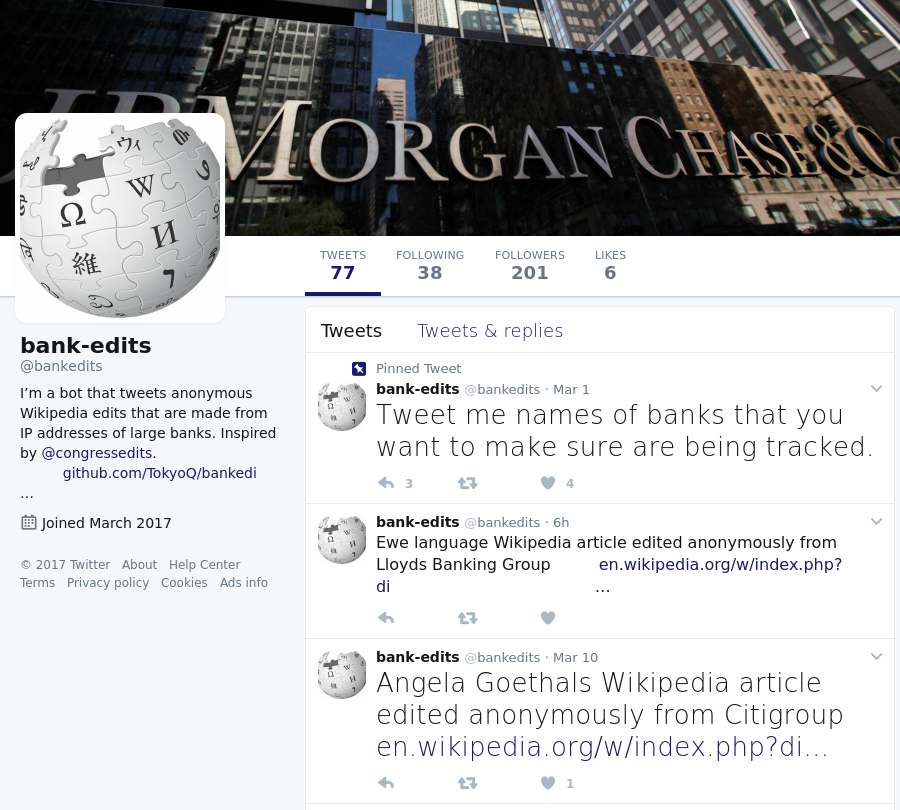 JPMORGAN CHASE & CO
Ω W И 維 ウィ ר
TWEETS FOLLOWING FOLLOWERS LIKES
77 38 201 6
bank-edits
@bankedits
I’m a bot that tweets anonymous
Wikipedia edits that are made from
IP addresses of large banks. Inspired
by @congressedits.
github.com/TokyoQ/bankedi
…
Joined March 2017
© 2017 Twitter About Help Center
Terms Privacy policy Cookies Ads info
Tweets Tweets & replies
Pinned Tweet
bank-edits @bankedits · Mar 1
Tweet me names of banks that you
want to make sure are being tracked.
3 4
bank-edits @bankedits · 6h
Ewe language Wikipedia article edited anonymously from
Lloyds Banking Group en.wikipedia.org/w/index.php?
di …
bank-edits @bankedits · Mar 10
Angela Goethals Wikipedia article
edited anonymously from Citigroup
en.wikipedia.org/w/index.php?di…
1